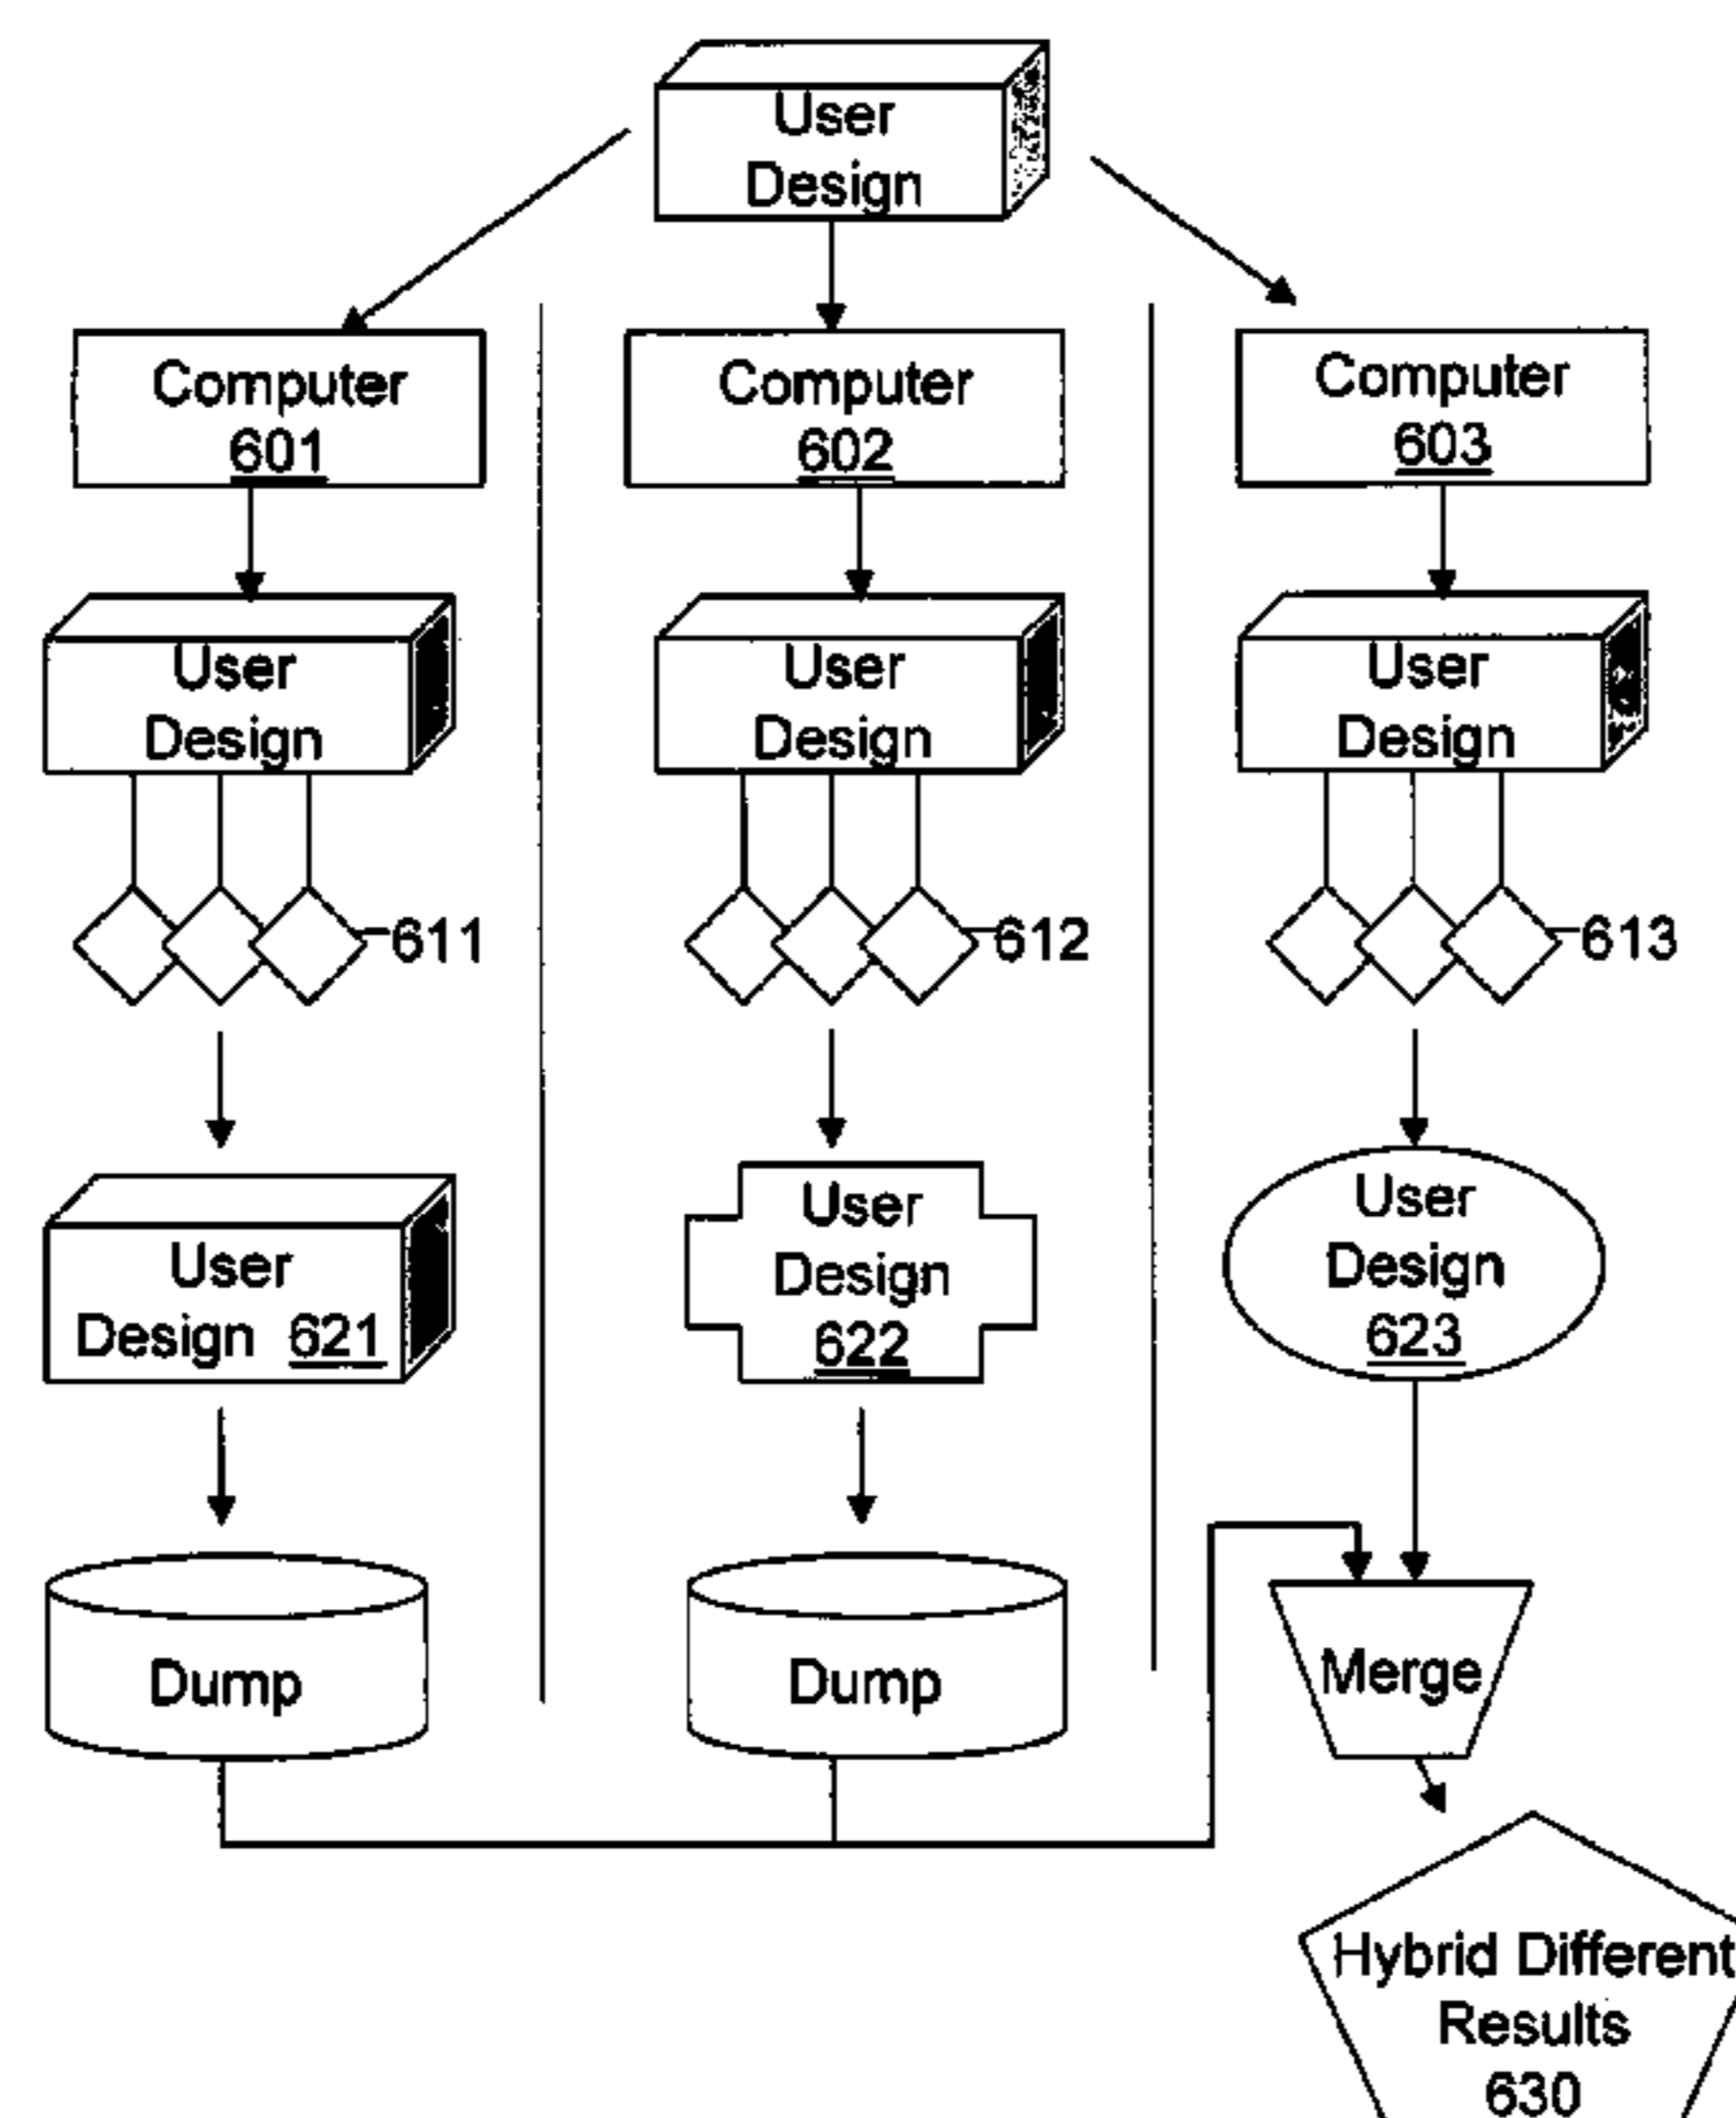 User
Design
Computer
601
Computer
602
Computer
603
User
Design
User
Design
User
Design
611
612
613
User
Design 621
User
Design
622
User
Design
623
Dump
Dump
Merge
Hybrid Different
Results
630